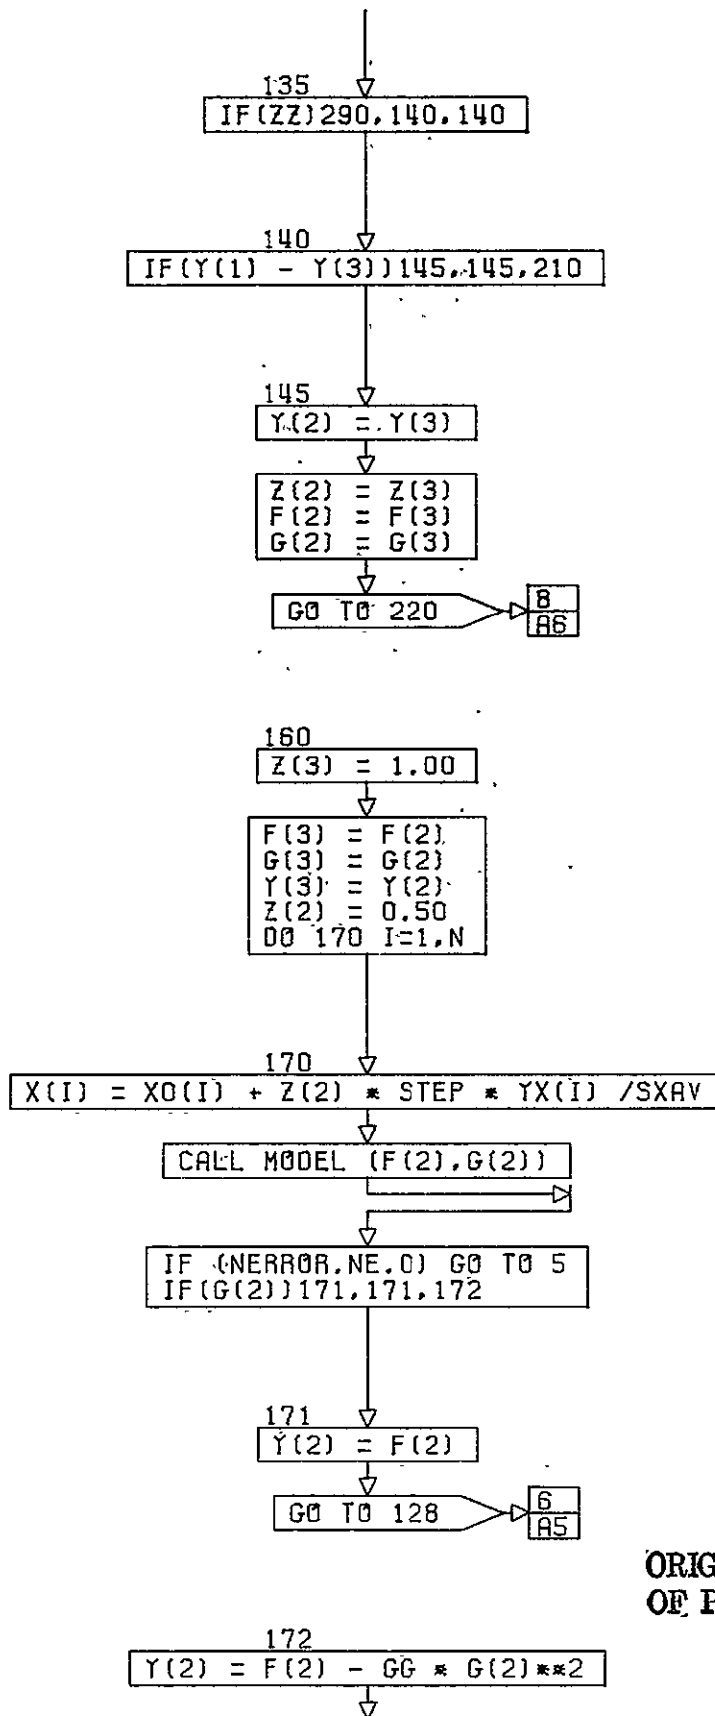 135
IF(ZZ)290,140,140
140
IF(Y(1) - Y(3))145,145,210
145
Y(2) = Y(3)
Z(2) = Z(3)
F(2) = F(3)
G(2) = G(3)
GO TO 220
8
A6
160
Z(3) = 1.00
F(3) = F(2)
G(3) = G(2)
Y(3) = Y(2)
Z(2) = 0.50
DO 170 I=1,N
170
X(I) = XO(I) + Z(2) * STEP * YX(I) /SXAV
CALL MODEL (F(2),G(2))
IF (NERROR.NE.0) GO TO 5
IF(G(2))171,171,172
171
Y(2) = F(2)
GO TO 128
6
A5
ORIG
OF P
172
Y(2) = F(2) - GG * G(2)**2